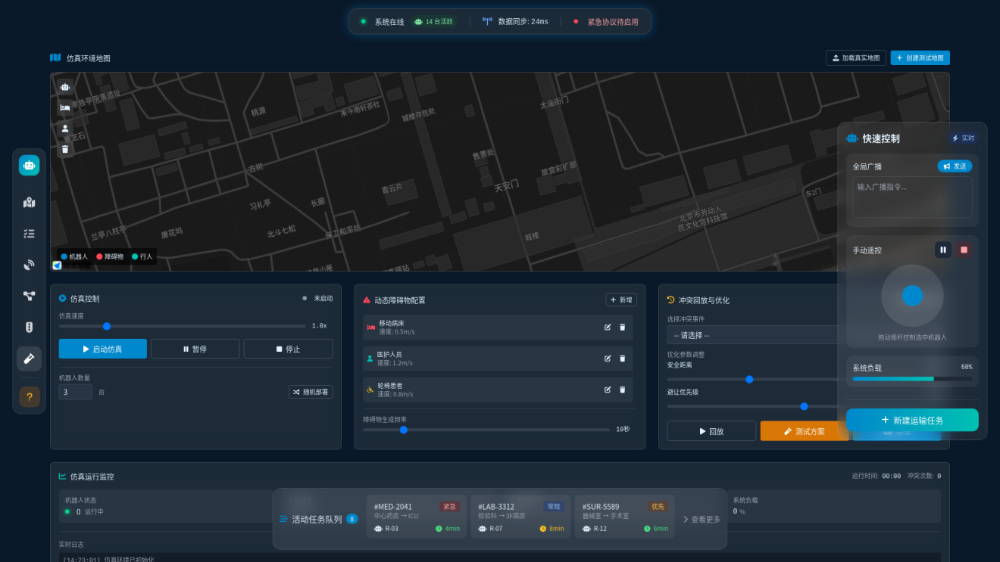 系统在线
14 台活跃
数据同步: 24ms
紧急协议待启用
仿真环境地图
加载真实地图
创建测试地图
桃源
来今雨轩茶社
城楼存包处
太庙街门
古树
售票处
故宫彩扩部
天安门
青云片
习礼亭
长廊
兰亭八柱亭
唐花坞
北斗七松
保卫和平坊
城楼
北京市劳动人
民文化宫科技馆
东2门
机器人
障碍物
行人
快速控制
实时
全局广播
发送
输入广播指令...
手动遥控
拖动摇杆控制选中机器人
系统负载
68%
新建运输任务
仿真控制
未启动
仿真速度
1.0x
启动仿真
暂停
停止
机器人数量
3
台
随机部署
动态障碍物配置
新增
移动病床
速度: 0.5m/s
医护人员
速度: 1.2m/s
轮椅患者
速度: 0.8m/s
障碍物生成频率
10秒
冲突回放与优化
选择冲突事件
-- 请选择 --
优化参数调整
安全距离
避让优先级
回放
测试方案
仿真运行监控
运行时间: 00:00
冲突次数: 0
机器人状态
0 运行中
系统负载
0 %
活动任务队列
8
#MED-2041
紧急
中心药房 → ICU
R-03
4min
#LAB-3312
常规
检验科 → 3F病房
R-07
8min
#SUR-5589
优先
器械室 → 手术室
R-12
6min
查看更多
实时日志
[14:23:01] 仿真环境已初始化
?